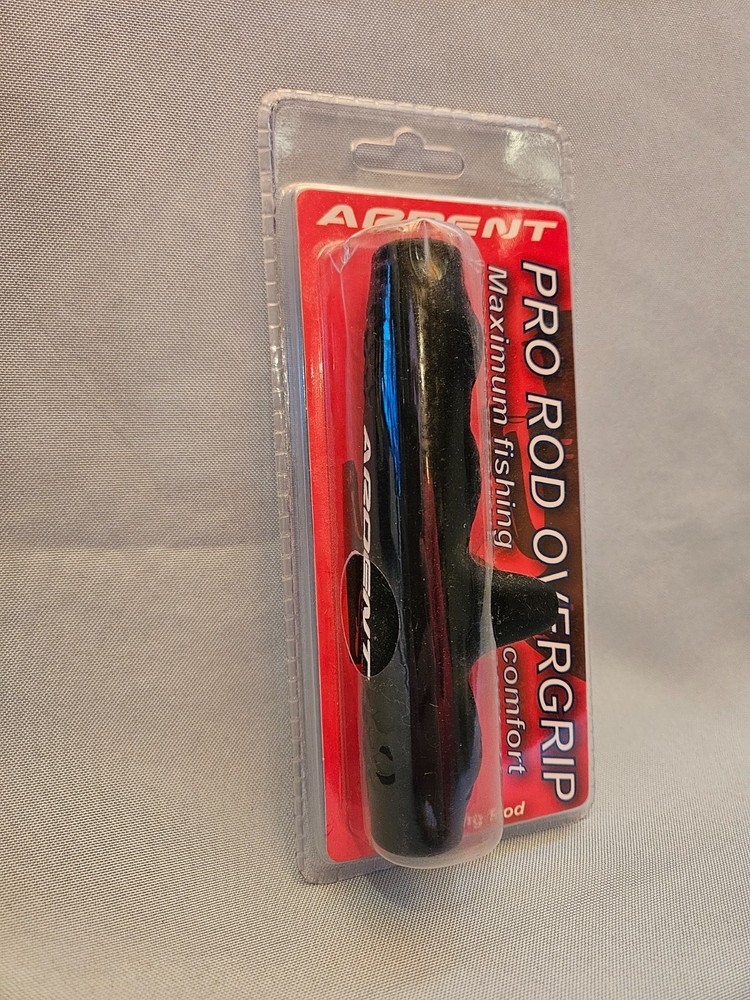 ARDENT
PRO ROD OVERGRIP
Maximum fishing comfort
ARDENT